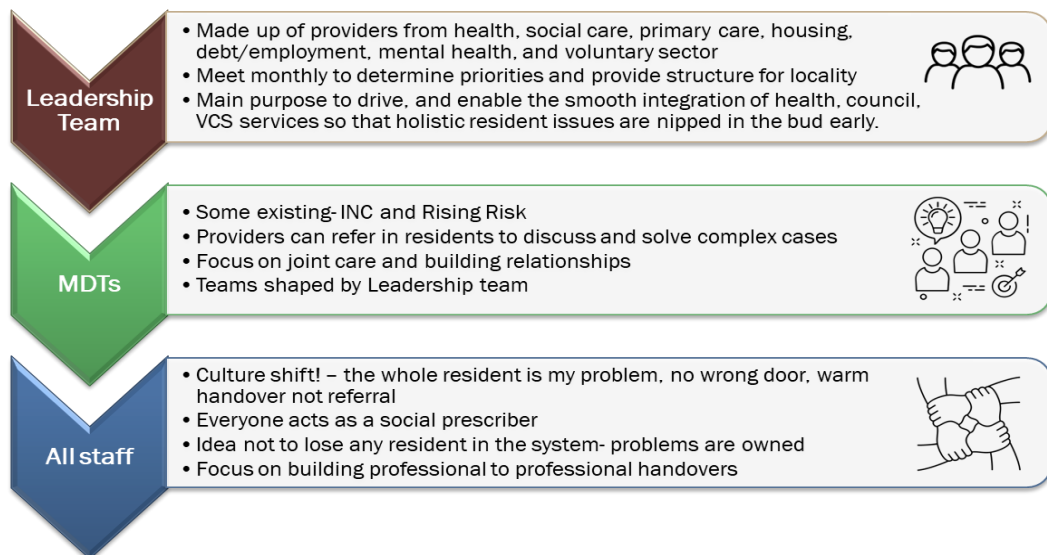 Leadership
Team
• Made up of providers from health, social care, primary care, housing,
debt/employment, mental health, and voluntary sector
• Meet monthly to determine priorities and provide structure for locality
• Main purpose to drive, and enable the smooth integration of health, council,
VCS services so that holistic resident issues are nipped in the bud early.
MDTs
• Some existing- INC and Rising Risk
• Providers can refer in residents to discuss and solve complex cases
• Focus on joint care and building relationships
• Teams shaped by Leadership team
All staff
• Culture shift! – the whole resident is my problem, no wrong door, warm
handover not referral
• Everyone acts as a social prescriber
• Idea not to lose any resident in the system- problems are owned
• Focus on building professional to professional handovers